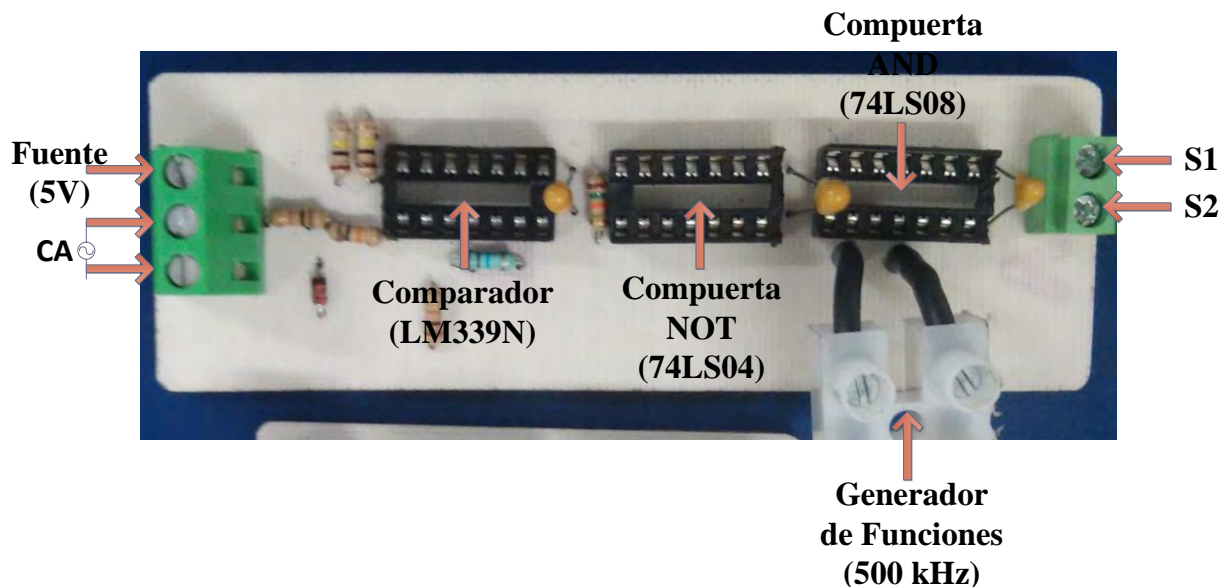 Compuerta
AND
(74LS08)
Fuente
(5V)
CA
S1
S2
Comparador
(LM339N)
Compuerta
NOT
(74LS04)
Generador
de Funciones
(500 kHz)